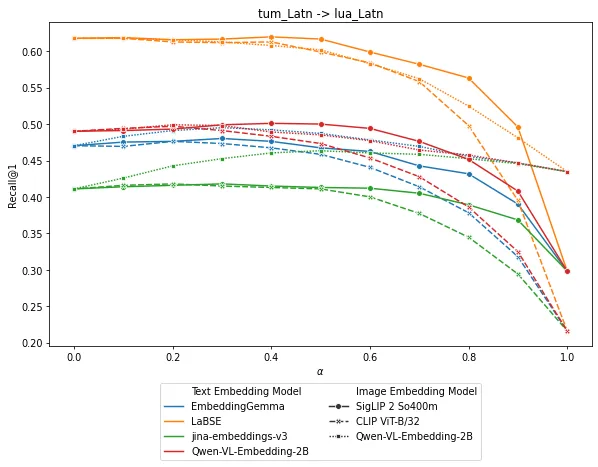 tum_Latn -> lua_Latn
Recall@1
0.60
0.55
0.50
0.45
0.40
0.35
0.30
0.25
0.20
0.0 0.2 0.4 0.6 0.8 1.0
α
Text Embedding Model Image Embedding Model
EmbeddingGemma SigLIP 2 So400m
LaBSE CLIP ViT-B/32
jina-embeddings-v3 Qwen-VL-Embedding-2B
Qwen-VL-Embedding-2B